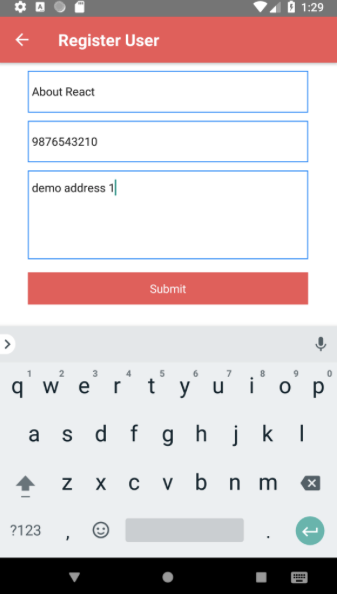 1:29
Register User
About React
9876543210
demo address 1
Submit
1 2 3 4 5 6 7 8 9 0
q w e r t y u i o p
a s d f g h j k l
z x c v b n m
?123 , .